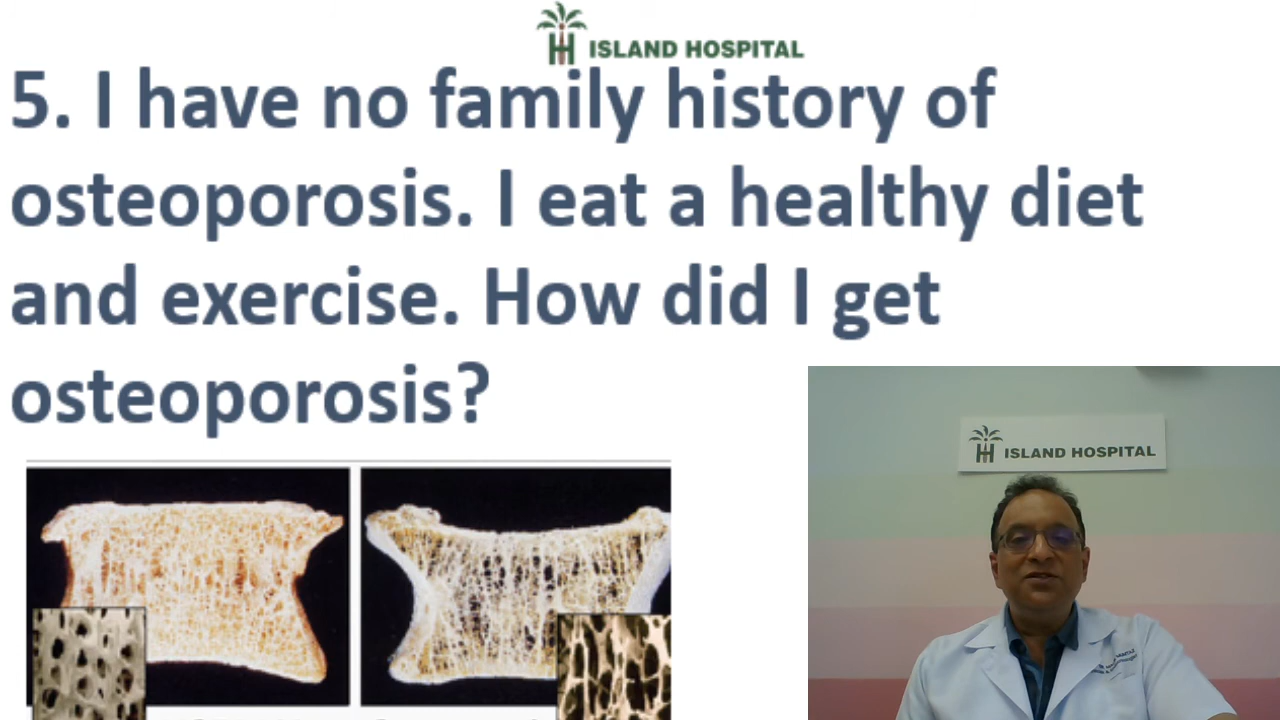 ISLAND HOSPITAL
5. I have no family history of
osteoporosis. I eat a healthy diet
and exercise. How did I get
osteoporosis?
ISLAND HOSPITAL